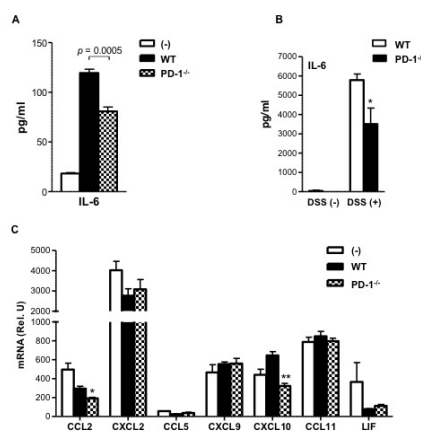 A
p = 0.0005
(-)
WT
PD-1-/-
pg/ml
150
100
50
0
IL-6
B
WT
PD-1-/-
IL-6
pg/ml
7000
6000
5000
4000
3000
2000
1000
0
*
DSS (-) DSS (+)
C
(-)
WT
PD-1-/-
mRNA (Rel. U)
5000
4000
3000
2000
1000
800
600
400
200
0
*
**
CCL2 CXCL2 CCL5 CXCL9 CXCL10 CCL11 LIF